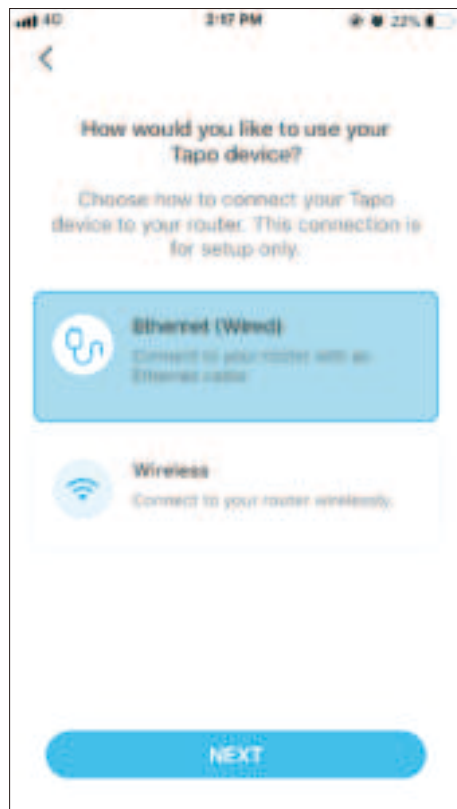 4G 2:17 PM 22%
How would you like to use your
Tapo device?
Choose how to connect your Tapo
device to your router. This connection is
for setup only.
Ethernet (Wired)
Connect to your router with an
Ethernet cable
Wireless
Connect to your router wirelessly.
NEXT